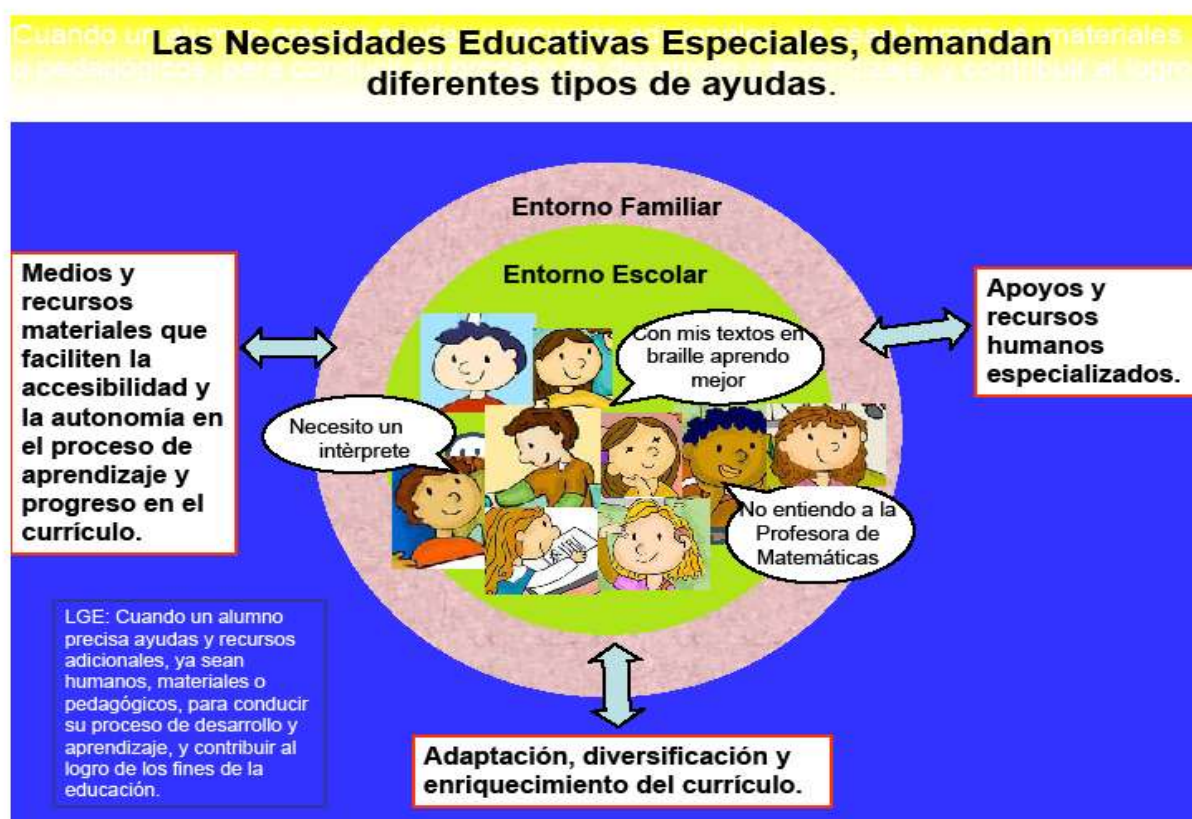 Las Necesidades Educativas Especiales, demandan
diferentes tipos de ayudas.
Entorno Familiar
Entorno Escolar
Medios y
recursos
materiales que
faciliten la
accesibilidad y
la autonomía en
el proceso de
aprendizaje y
progreso en el
currículo.
Apoyos y
recursos
humanos
especializados.
Con mis textos en
braille aprendo
mejor
Necesito un
intèrprete
No entiendo a la
Profesora de
Matemáticas
LGE: Cuando un alumno
precisa ayudas y recursos
adicionales, ya sean
humanos, materiales o
pedagógicos, para conducir
su proceso de desarrollo y
aprendizaje, y contribuir al
logro de los fines de la
educación.
Adaptación, diversificación y
enriquecimiento del currículo.